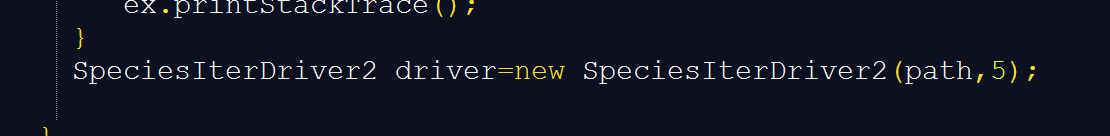 ex.printStackTrace();
}
SpeciesIterDriver2 driver=new SpeciesIterDriver2(path,5);
}